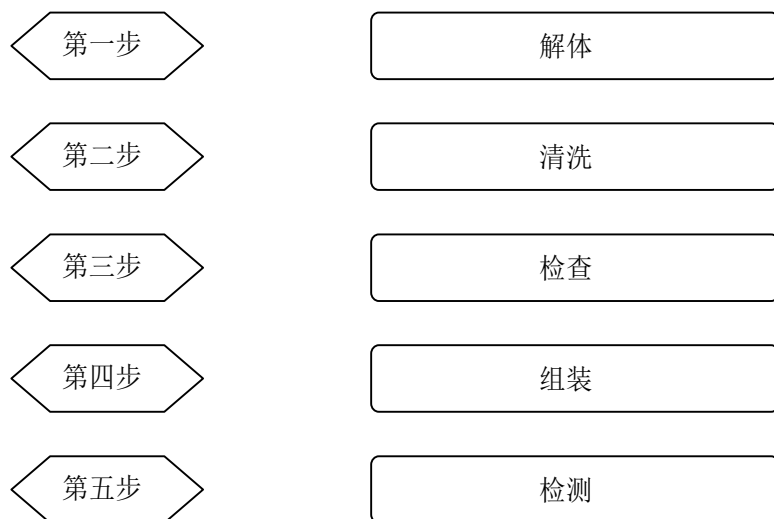 第一步 解体
第二步 清洗
第三步 检查
第四步 组装
第五步 检测